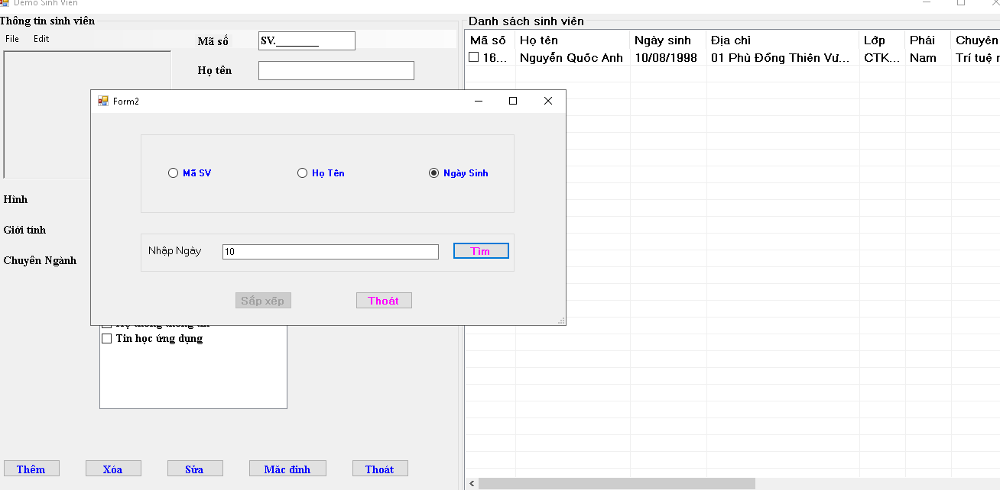 Demo Sinh Viên
Thông tin sinh viên
File Edit
Mã số SV._______
Họ tên
Hình
Giới tính
Chuyên Ngành
Tin học ứng dụng
Thêm Xóa Sửa Mặc đinh Thoát
Form2
Mã SV Họ Tên Ngày Sinh
Nhập Ngày 10 Tìm
Sắp xếp Thoát
Danh sách sinh viên
Mã số Họ tên Ngày sinh Địa chỉ Lớp Phái Chuyên
16... Nguyễn Quốc Anh 10/08/1998 01 Phù Đổng Thiên Vư... CTK... Nam Trí tuệ